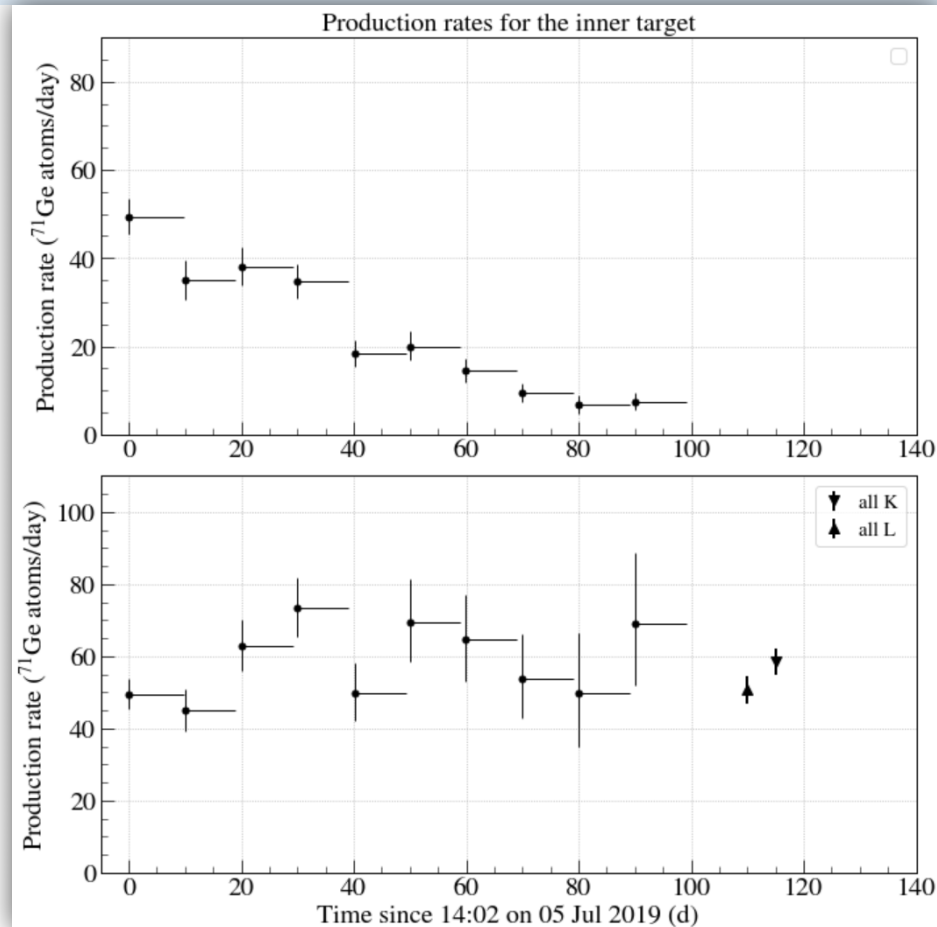 Production rates for the inner target
Production rate (⁷¹Ge atoms/day)
80
60
40
20
0
0 20 40 60 80 100 120 140
Production rate (⁷¹Ge atoms/day)
100
80
60
40
20
0
all K
all L
0 20 40 60 80 100 120 140
Time since 14:02 on 05 Jul 2019 (d)